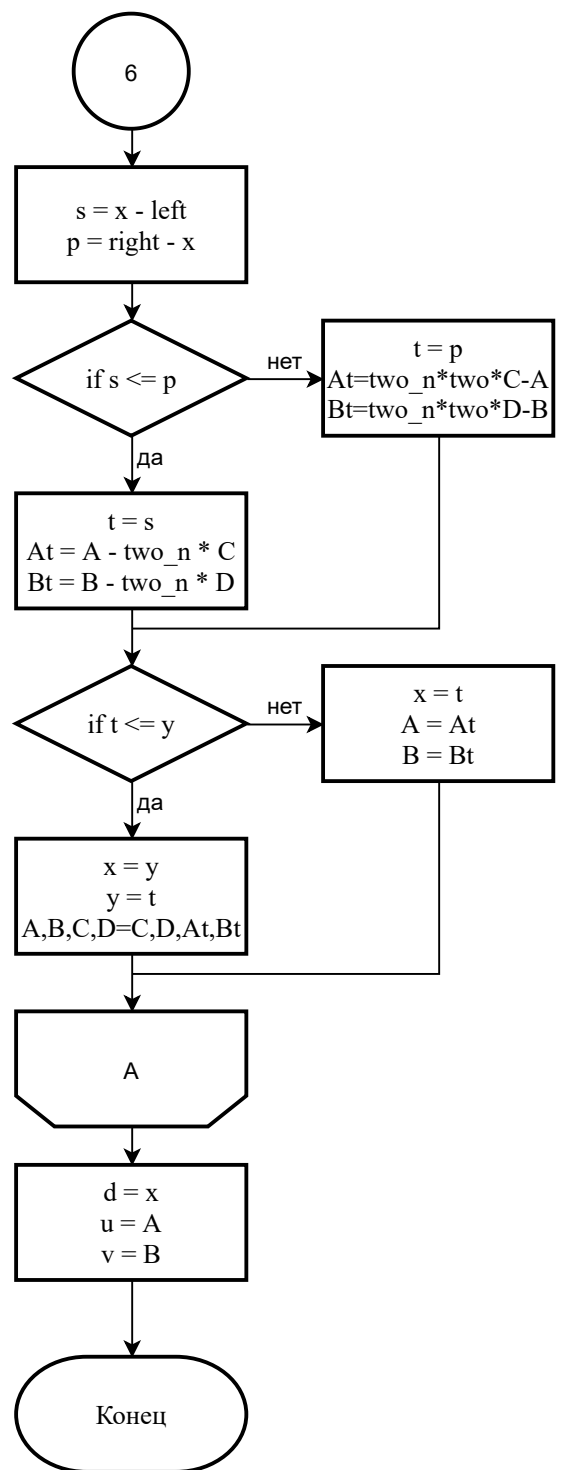 6
s = x - left
p = right - x
if s <= p
нет
t = p
At=two_n*two*C-A
Bt=two_n*two*D-B
да
t = s
At = A - two_n * C
Bt = B - two_n * D
if t <= y
нет
x = t
A = At
B = Bt
да
x = y
y = t
A,B,C,D=C,D,At,Bt
A
d = x
u = A
v = B
Конец